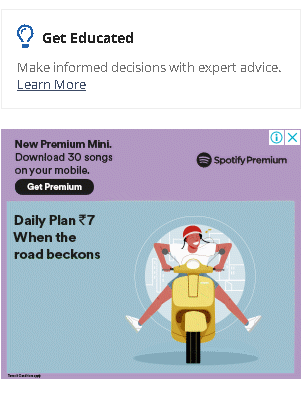 Get Educated
Make informed decisions with expert advice.
Learn More
New Premium Mini.
Download 30 songs
on your mobile.
Spotify Premium
Get Premium
Daily Plan ₹7
When the
road beckons